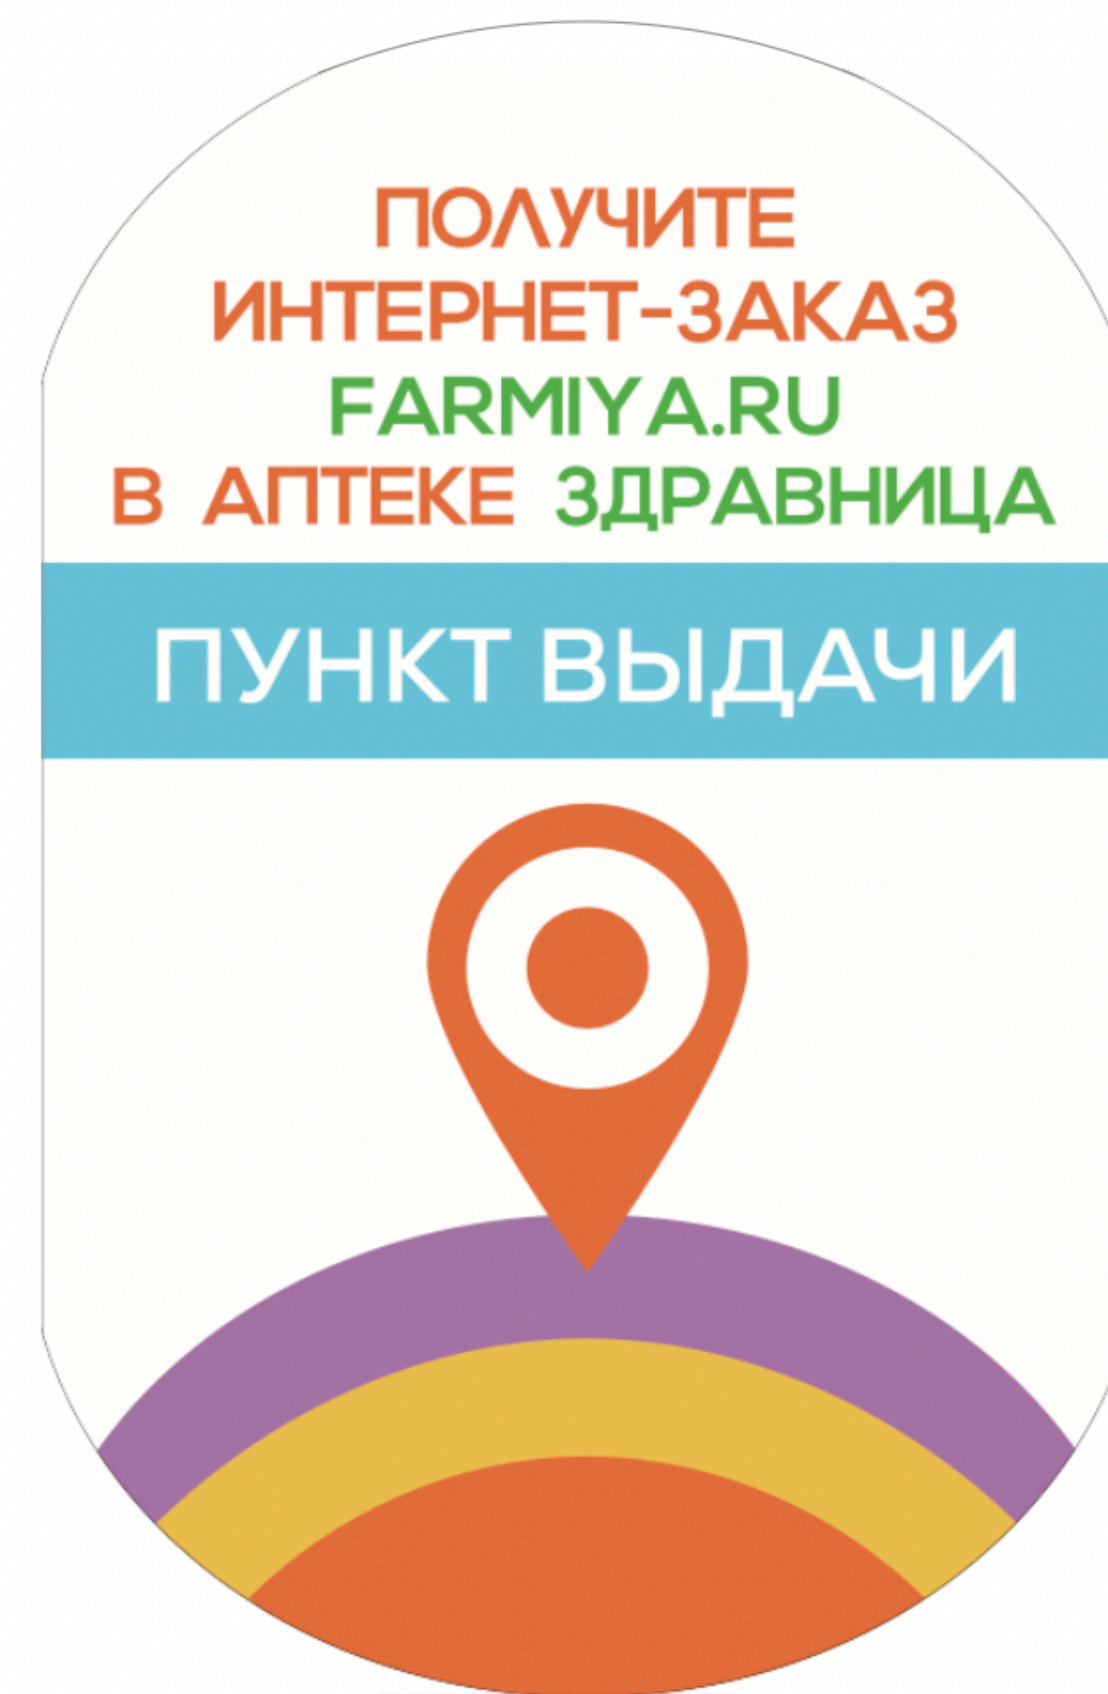 ПОЛУЧИТЕ
ИНТЕРНЕТ-ЗАКАЗ
FARMIYA.RU
В АПТЕКЕ ЗДРАВНИЦА
ПУНКТ ВЫДАЧИ